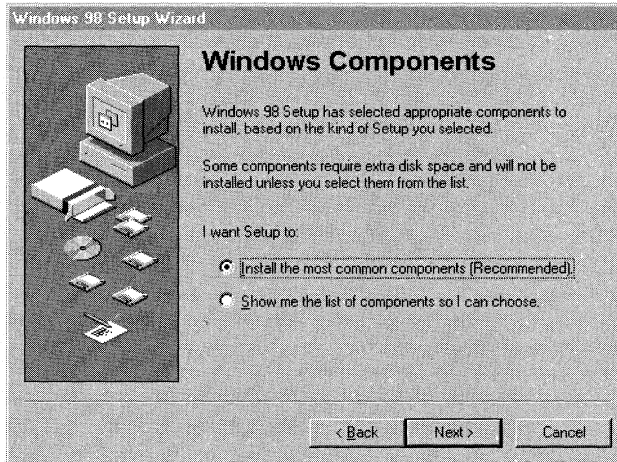 Windows 98 Setup Wizard
Windows Components
Windows 98 Setup has selected appropriate components to
install, based on the kind of Setup you selected.
Some components require extra disk space and will not be
installed unless you select them from the list.
I want Setup to:
Install the most common components (Recommended).
Show me the list of components so I can choose.
< Back
Next >
Cancel